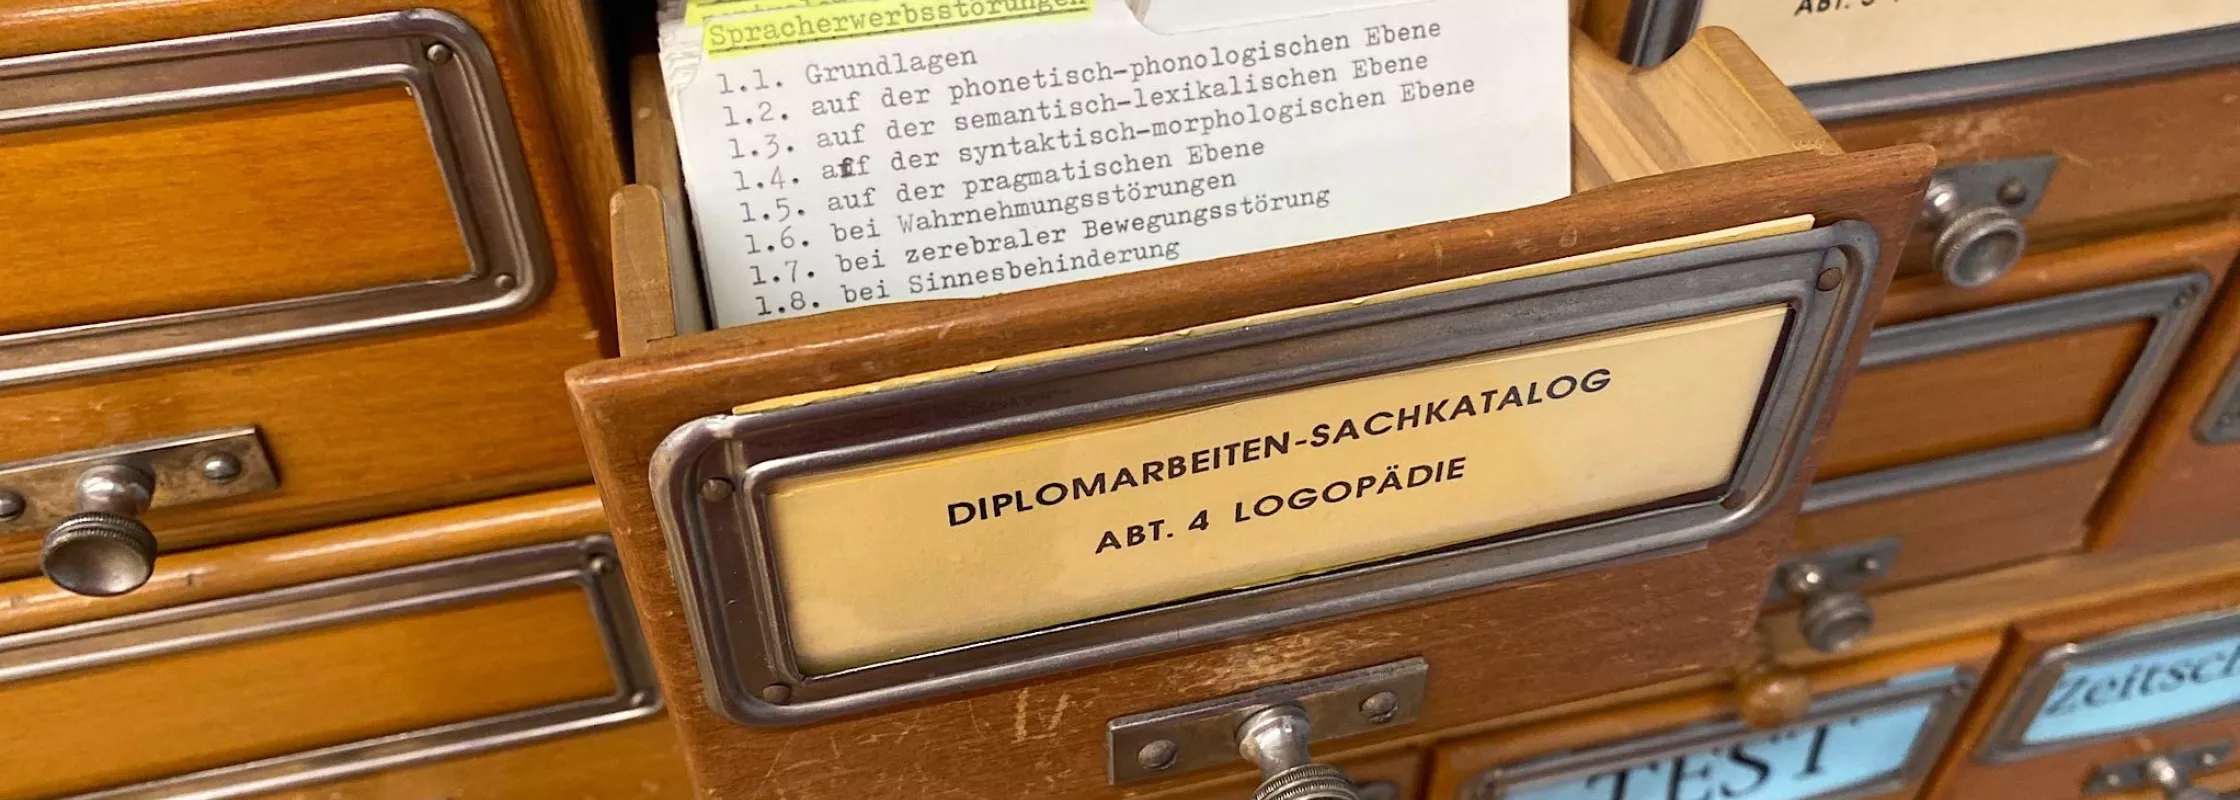 Spracherwerbsstörungen
1.1. Grundlagen
1.2. auf der phonetisch-phonologischen Ebene
1.3. auf der semantisch-lexikalischen Ebene
1.4. auf der syntaktisch-morphologischen Ebene
1.5. auf der pragmatischen Ebene
1.6. bei Wahrnehmungsstörungen
1.7. bei zerebraler Bewegungsstörung
1.8. bei Sinnesbehinderung
DIPLOMARBEITEN-SACHKATALOG
ABT. 4 LOGOPÄDIE
ABT.
TEST
Zeitsch